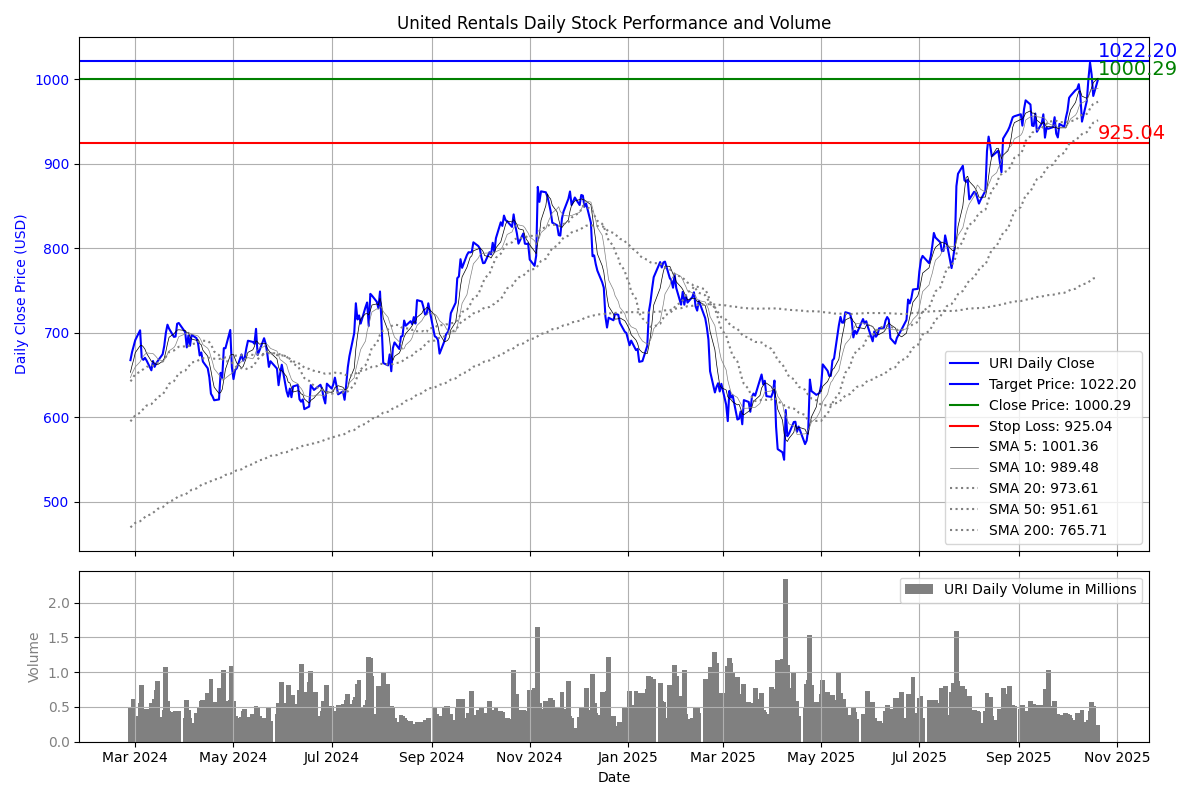 United Rentals Daily Stock Performance and Volume
1022.20
1000.29
925.04
Daily Close Price (USD)
1000
900
800
700
600
500
URI Daily Close
Target Price: 1022.20
Close Price: 1000.29
Stop Loss: 925.04
SMA 5: 1001.36
SMA 10: 989.48
SMA 20: 973.61
SMA 50: 951.61
SMA 200: 765.71
Volume
2.0
1.5
1.0
0.5
0.0
URI Daily Volume in Millions
Mar 2024 May 2024 Jul 2024 Sep 2024 Nov 2024 Jan 2025 Mar 2025 May 2025 Jul 2025 Sep 2025 Nov 2025
Date